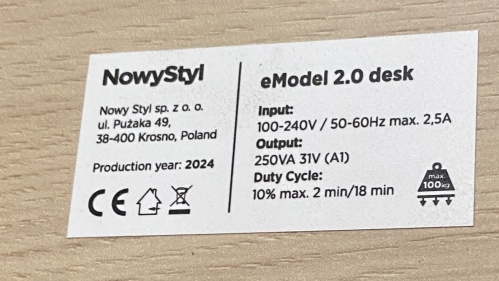 NowyStyl
Nowy Styl sp. z o. o.
ul. Pużaka 49,
38-400 Krosno, Poland
Production year: 2024
CE
eModel 2.0 desk
Input:
100-240V / 50-60Hz max. 2,5A
Output:
250VA 31V (A1)
Duty Cycle:
10% max. 2 min/18 min
max.
100kg